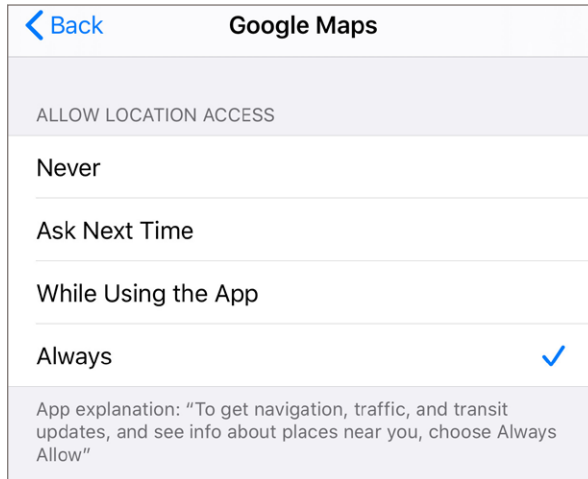 Back
Google Maps
ALLOW LOCATION ACCESS
Never
Ask Next Time
While Using the App
Always
App explanation: “To get navigation, traffic, and transit
updates, and see info about places near you, choose Always
Allow”